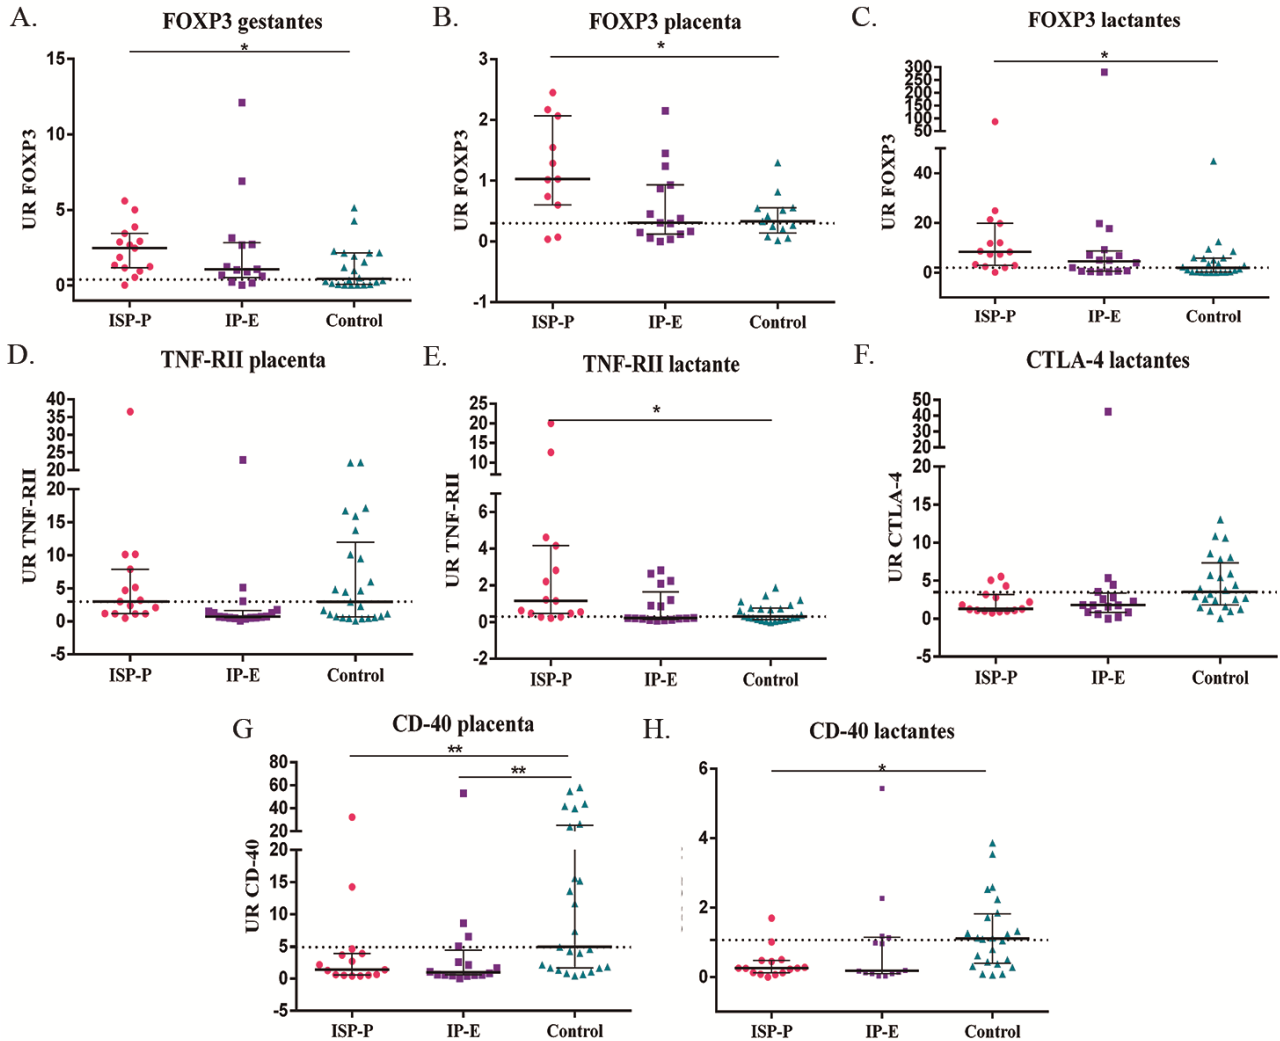 A.
FOXP3 gestantes
*
UR FOXP3
15
10
5
0
ISP-P
IP-E
Control
B.
FOXP3 placenta
*
UR FOXP3
3
2
1
0
-1
ISP-P
IP-E
Control
C.
FOXP3 lactantes
*
UR FOXP3
300
250
200
150
100
50
40
20
0
ISP-P
IP-E
Control
D.
TNF-RII placenta
UR TNF-RII
40
35
30
25
20
20
15
10
5
0
-5
ISP-P
IP-E
Control
E.
TNF-RII lactante
*
UR TNF-RII
25
20
15
10
6
4
2
0
-2
ISP-P
IP-E
Control
F.
CTLA-4 lactantes
UR CTLA-4
50
40
30
20
20
15
10
5
0
-5
ISP-P
IP-E
Control
G
CD-40 placenta
**
**
UR CD-40
80
60
40
20
20
15
10
5
0
-5
ISP-P
IP-E
Control
H.
CD-40 lactantes
*
6
4
2
0
ISP-P
IP-E
Control